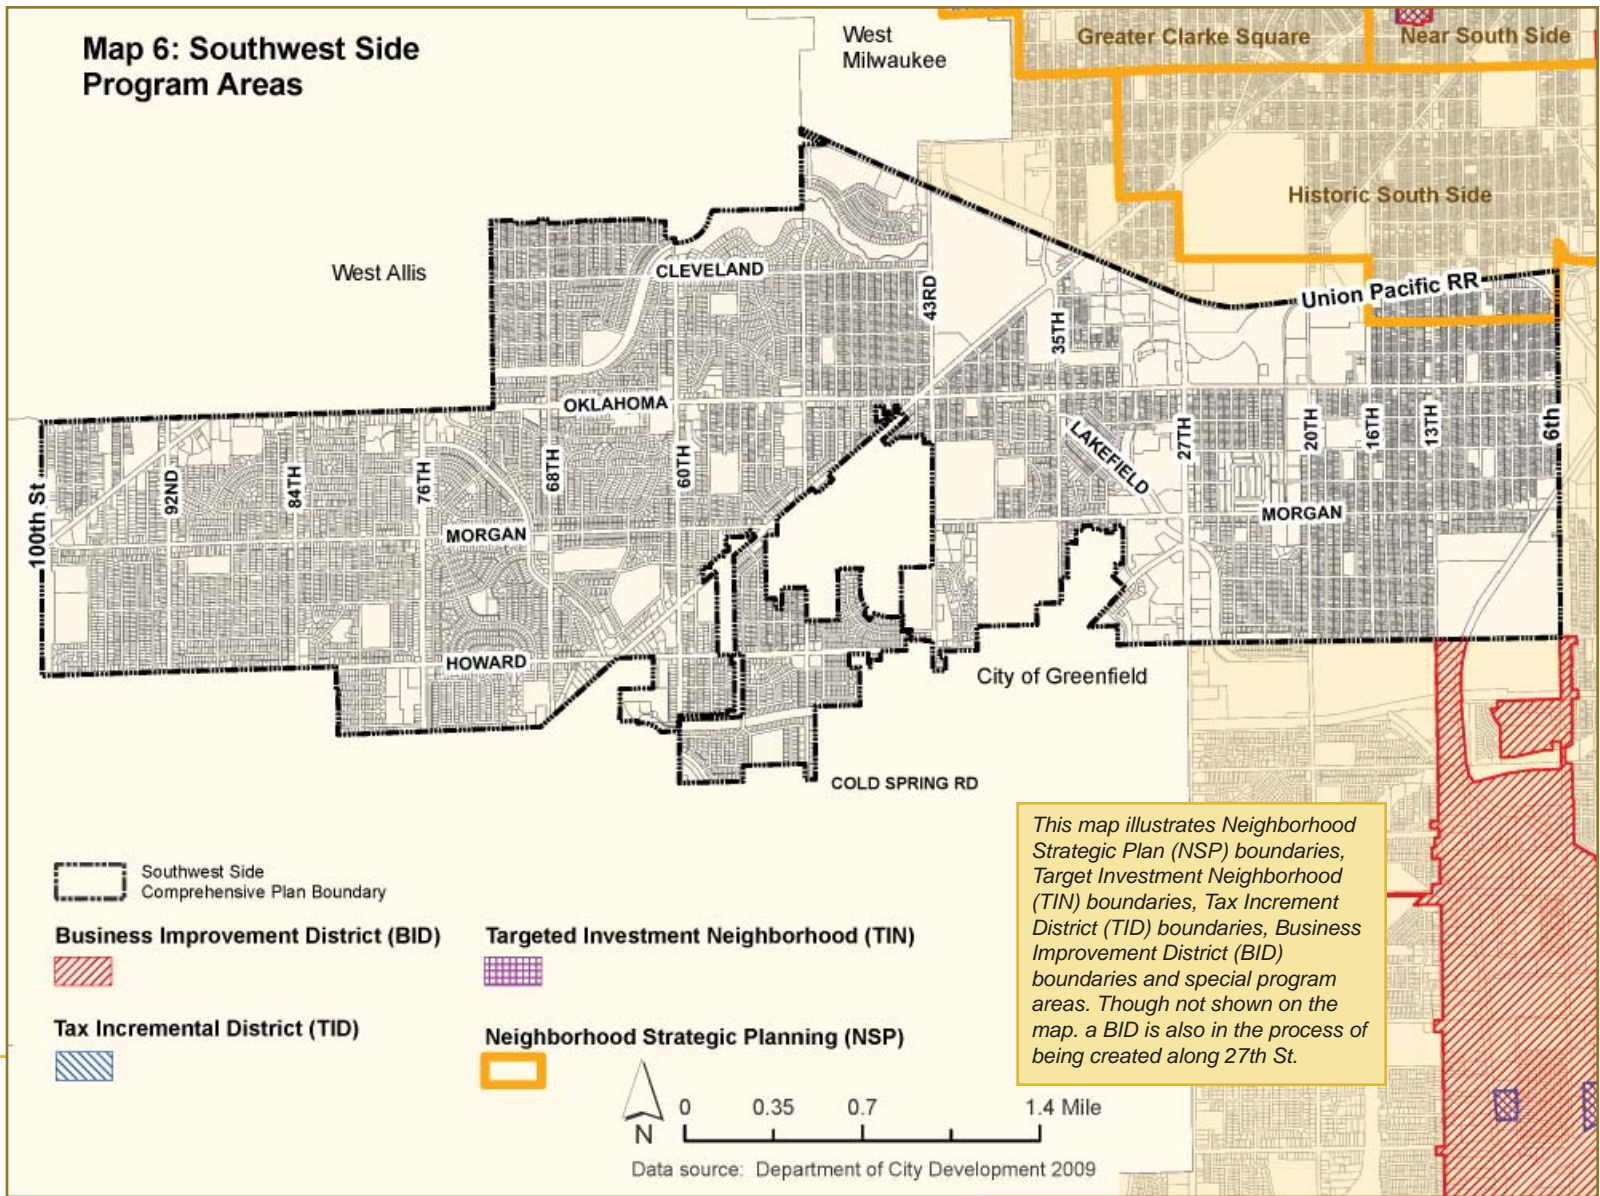 Map 6: Southwest Side
Program Areas
West
Milwaukee
Greater Clarke Square
Near South Side
Historic South Side
West Allis
CLEVELAND
43RD
Union Pacific RR
35TH
OKLAHOMA
LAKEFIELD
100th St
92ND
84TH
76TH
68TH
60TH
27TH
20TH
16TH
13TH
6th
MORGAN
MORGAN
HOWARD
City of Greenfield
COLD SPRING RD
Southwest Side
Comprehensive Plan Boundary
Business Improvement District (BID)
Targeted Investment Neighborhood (TIN)
Tax Incremental District (TID)
Neighborhood Strategic Planning (NSP)
This map illustrates Neighborhood
Strategic Plan (NSP) boundaries,
Target Investment Neighborhood
(TIN) boundaries, Tax Increment
District (TID) boundaries, Business
Improvement District (BID)
boundaries and special program
areas. Though not shown on the
map. a BID is also in the process of
being created along 27th St.
N
0 0.35 0.7 1.4 Mile
Data source: Department of City Development 2009